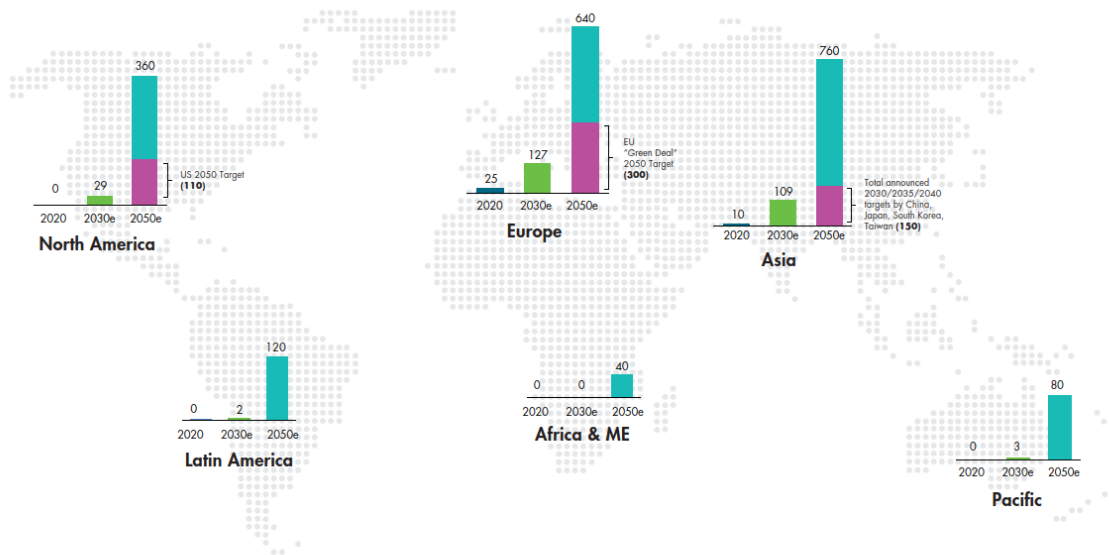 360
US 2050 Target
(110)
0
29
2020 2030e 2050e
North America
640
EU
“Green Deal”
2050 Target
(300)
127
25
2020 2030e 2050e
Europe
760
Total announced
2030/2035/2040
targets by China,
Japan, South Korea,
Taiwan (150)
109
10
2020 2030e 2050e
Asia
120
0
2
2020 2030e 2050e
Latin America
40
0 0
2020 2030e 2050e
Africa & ME
80
0
3
2020 2030e 2050e
Pacific